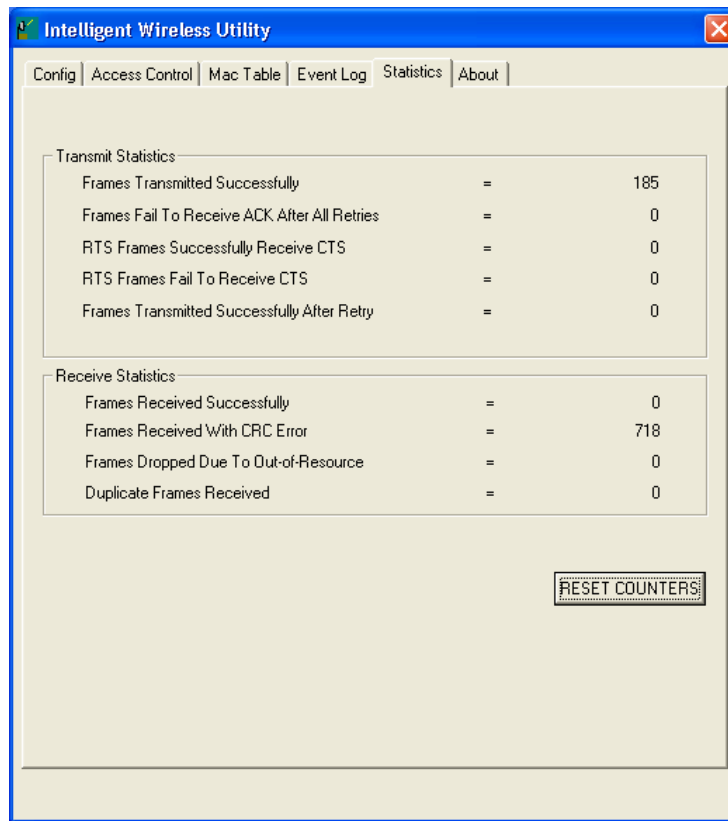 Intelligent Wireless Utility
Config Access Control Mac Table Event Log Statistics About
Transmit Statistics
Frames Transmitted Successfully = 185
Frames Fail To Receive ACK After All Retries = 0
RTS Frames Successfully Receive CTS = 0
RTS Frames Fail To Receive CTS = 0
Frames Transmitted Successfully After Retry = 0
Receive Statistics
Frames Received Successfully = 0
Frames Received With CRC Error = 718
Frames Dropped Due To Out-of-Resource = 0
Duplicate Frames Received = 0
RESET COUNTERS